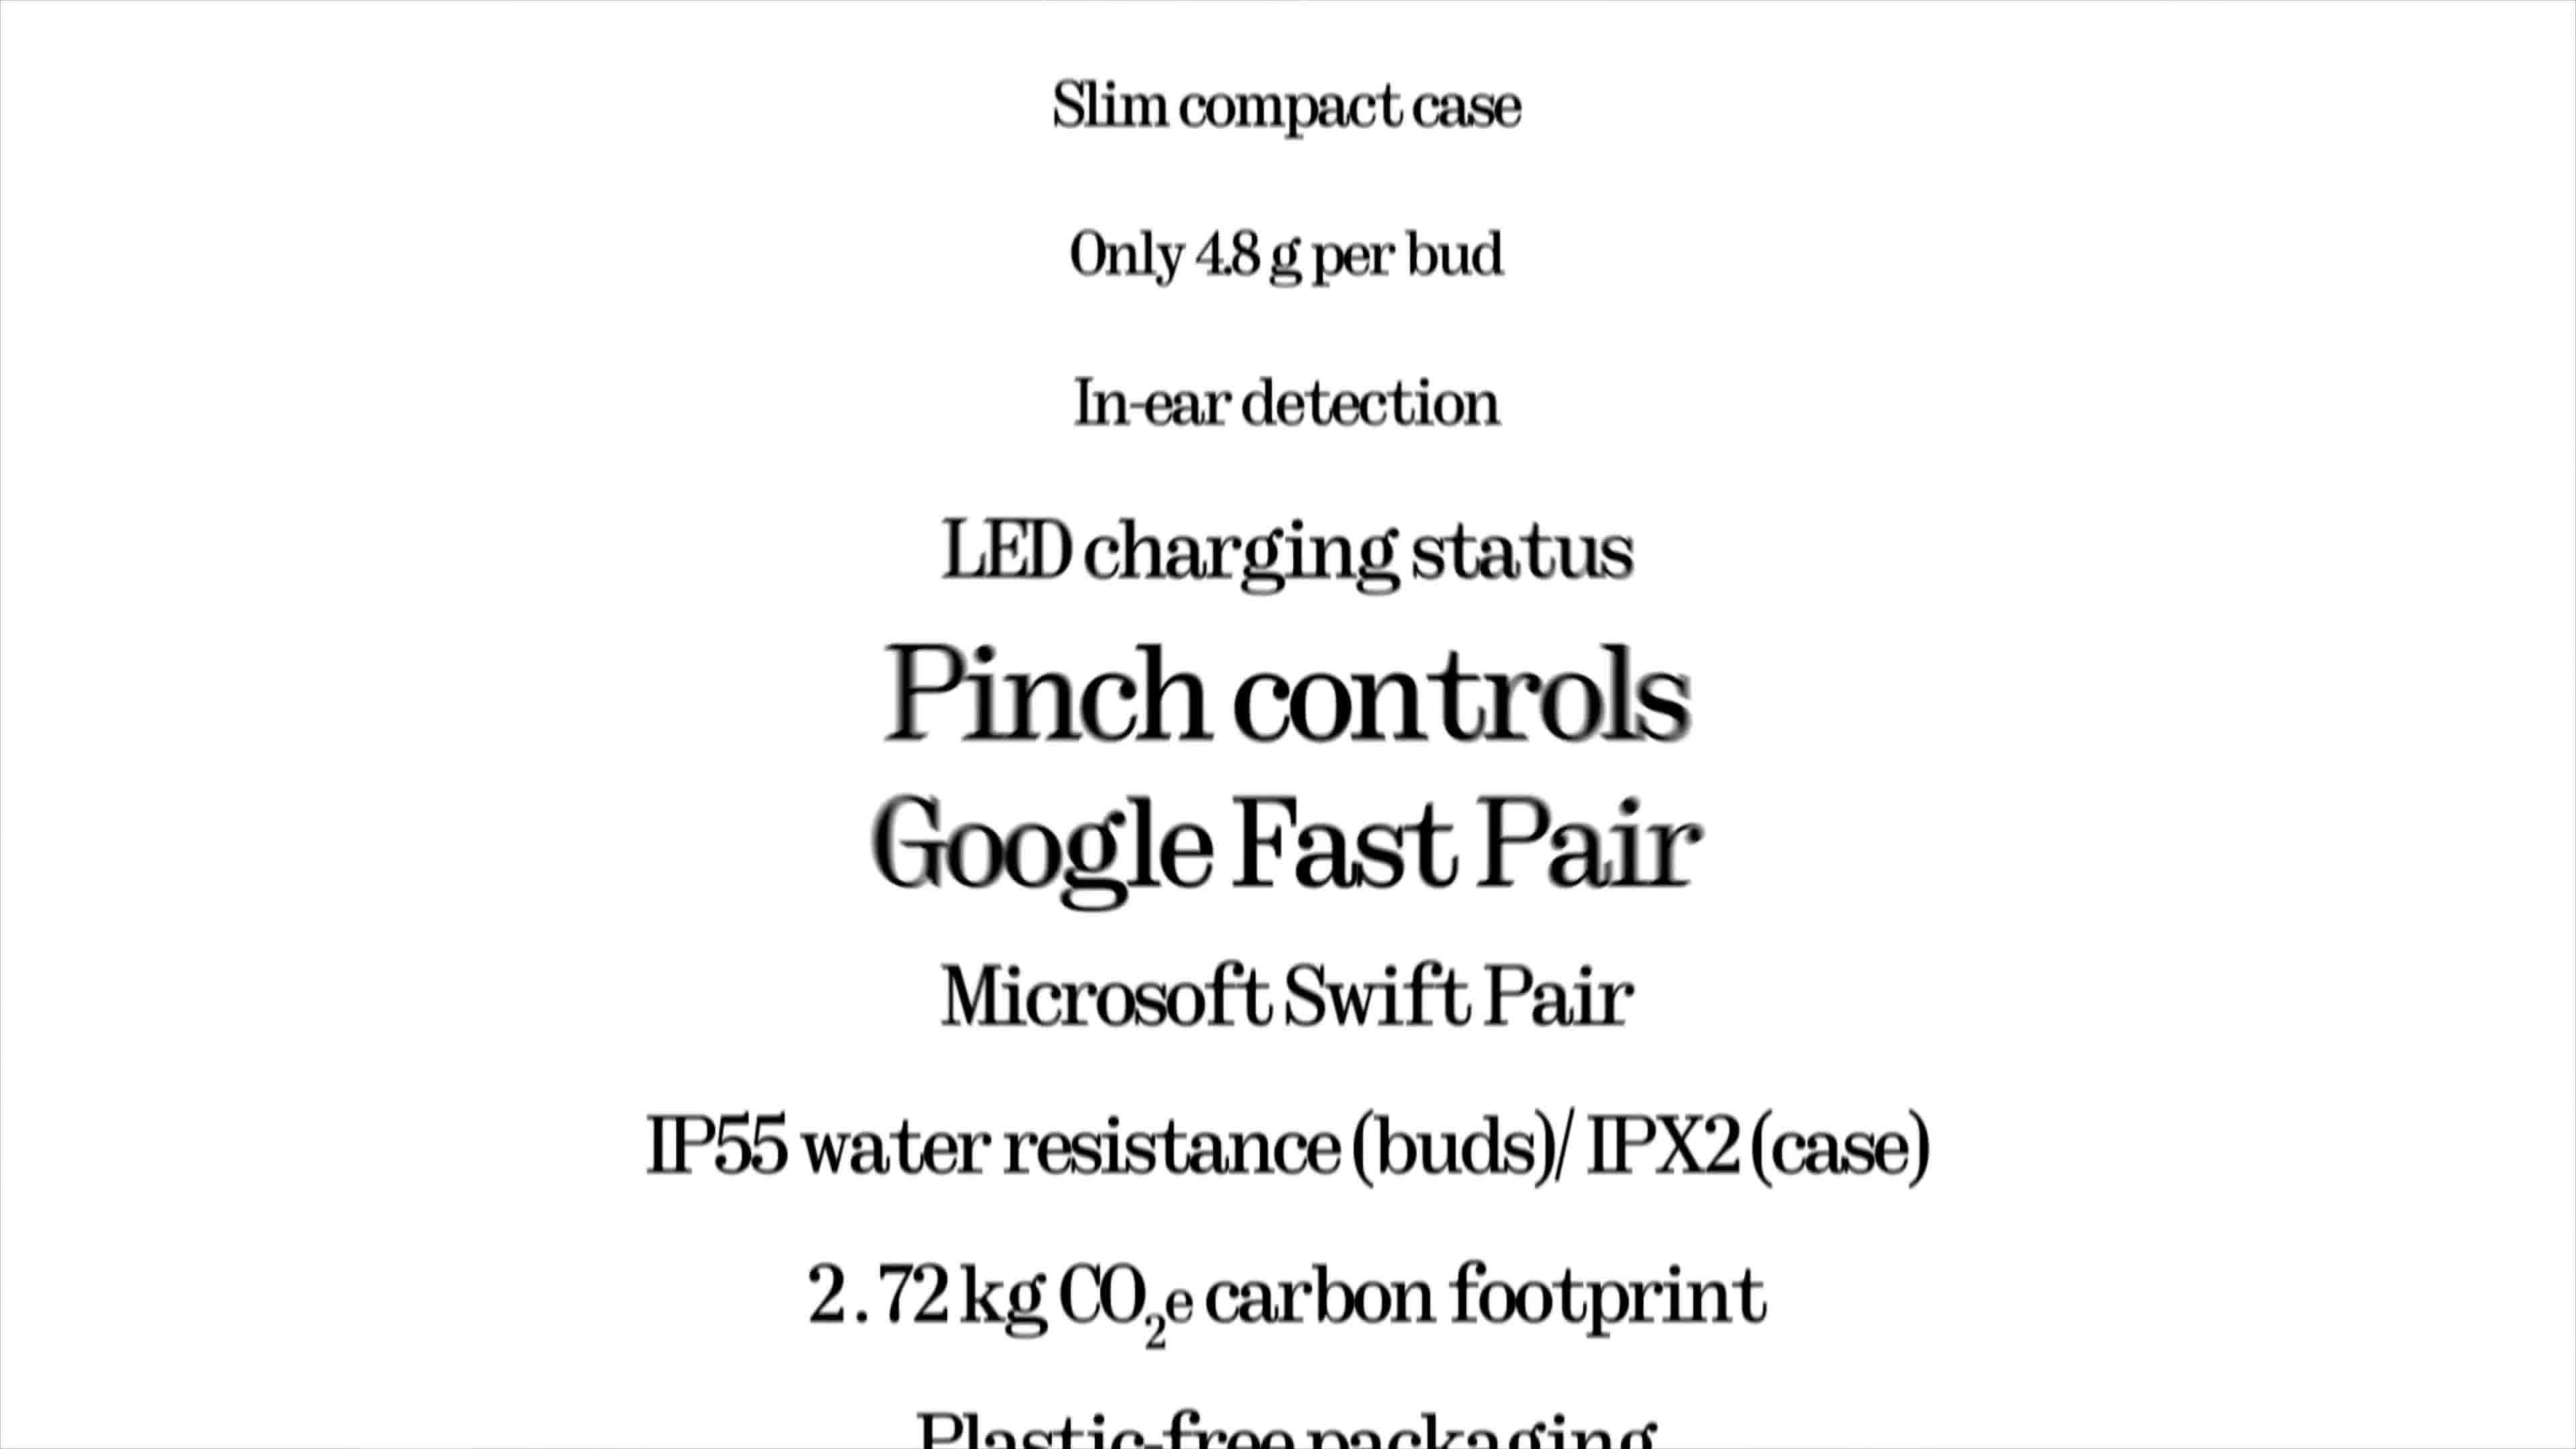 Slim compact case
Only 4.8 g per bud
In-ear detection
LED charging status
Pinch controls
Google Fast Pair
Microsoft Swift Pair
IP55 water resistance (buds)/ IPX2 (case)
2.72 kg CO₂e carbon footprint
Plastic-free packaging